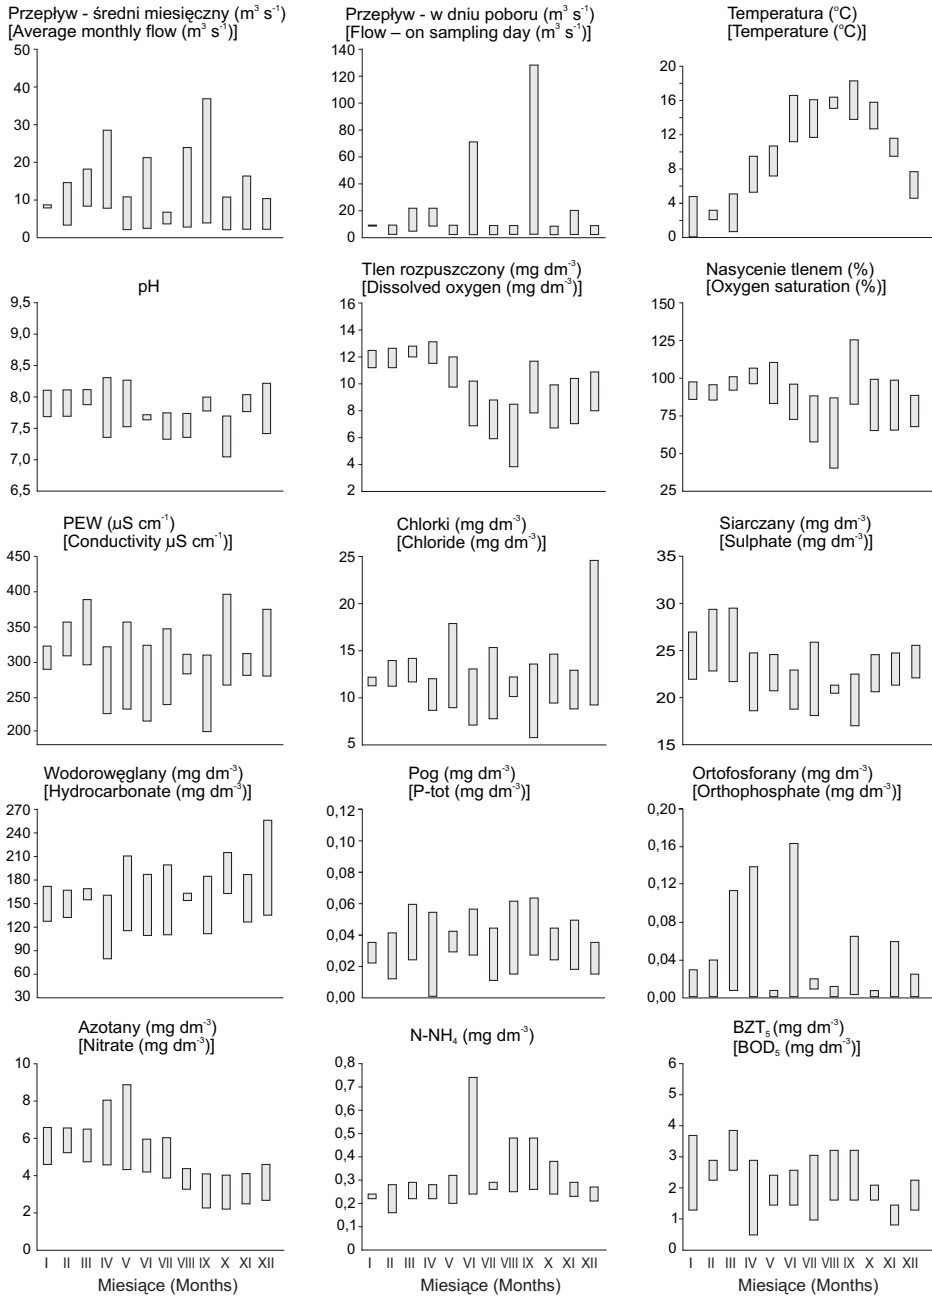 Przepływ - średni miesięczny (m³ s⁻¹)
[Average monthly flow (m³ s⁻¹)]
50
40
30
20
10
0
Przepływ - w dniu poboru (m³ s⁻¹)
[Flow – on sampling day (m³ s⁻¹)]
140
120
100
80
60
40
20
0
Temperatura (°C)
[Temperature (°C)]
20
16
12
8
4
0
pH
9,5
9,0
8,5
8,0
7,5
7,0
6,5
Tlen rozpuszczony (mg dm⁻³)
[Dissolved oxygen (mg dm⁻³)]
16
14
12
10
8
6
4
2
Nasycenie tlenem (%)
[Oxygen saturation (%)]
150
125
100
75
50
25
PEW (µS cm⁻¹)
[Conductivity µS cm⁻¹)]
450
400
350
300
250
200
Chlorki (mg dm⁻³)
[Chloride (mg dm⁻³)]
25
20
15
10
5
Siarczany (mg dm⁻³)
[Sulphate (mg dm⁻³)]
35
30
25
20
15
Wodorowęglany (mg dm⁻³)
[Hydrocarbonate (mg dm⁻³)]
270
240
210
180
150
120
90
60
30
Pog (mg dm⁻³)
[P-tot (mg dm⁻³)]
0,12
0,10
0,08
0,06
0,04
0,02
0,00
Ortofosforany (mg dm⁻³)
[Orthophosphate (mg dm⁻³)]
0,20
0,16
0,12
0,08
0,04
0,00
Azotany (mg dm⁻³)
[Nitrate (mg dm⁻³)]
10
8
6
4
2
0
I II III IV V VI VII VIII IX X XI XII
Miesiące (Months)
N-NH₄ (mg dm⁻³)
0,8
0,7
0,6
0,5
0,4
0,3
0,2
0,1
0
I II III IV V VI VII VIII IX X XI XII
Miesiące (Months)
BZT₅ (mg dm⁻³)
[BOD₅ (mg dm⁻³)]
6
5
4
3
2
1
0
I II III IV V VI VII VIII IX X XI XII
Miesiące (Months)